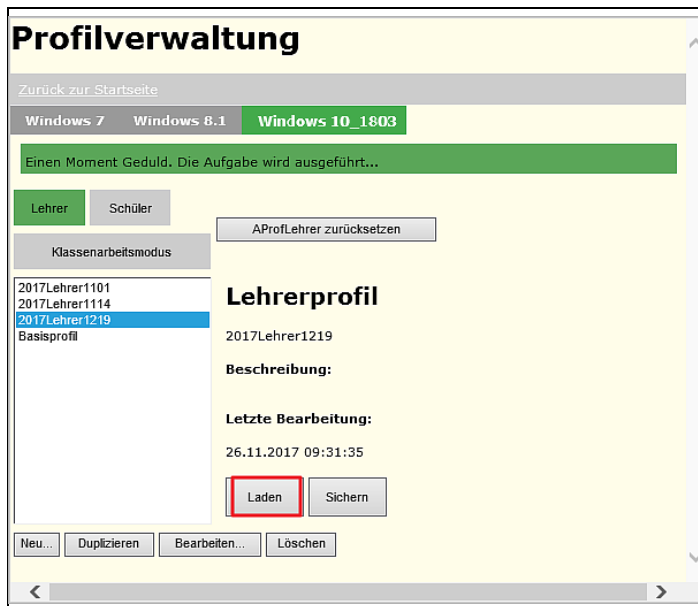 Profilverwaltung
Zurück zur Startseite
Windows 7 Windows 8.1 Windows 10_1803
Einen Moment Geduld. Die Aufgabe wird ausgeführt...
Lehrer Schüler
AProfLehrer zurücksetzen
Klassenarbeitsmodus
2017Lehrer1101
2017Lehrer1114
2017Lehrer1219
Basisprofil
Lehrerprofil
2017Lehrer1219
Beschreibung:
Letzte Bearbeitung:
26.11.2017 09:31:35
Laden Sichern
Neu... Duplizieren Bearbeiten... Löschen